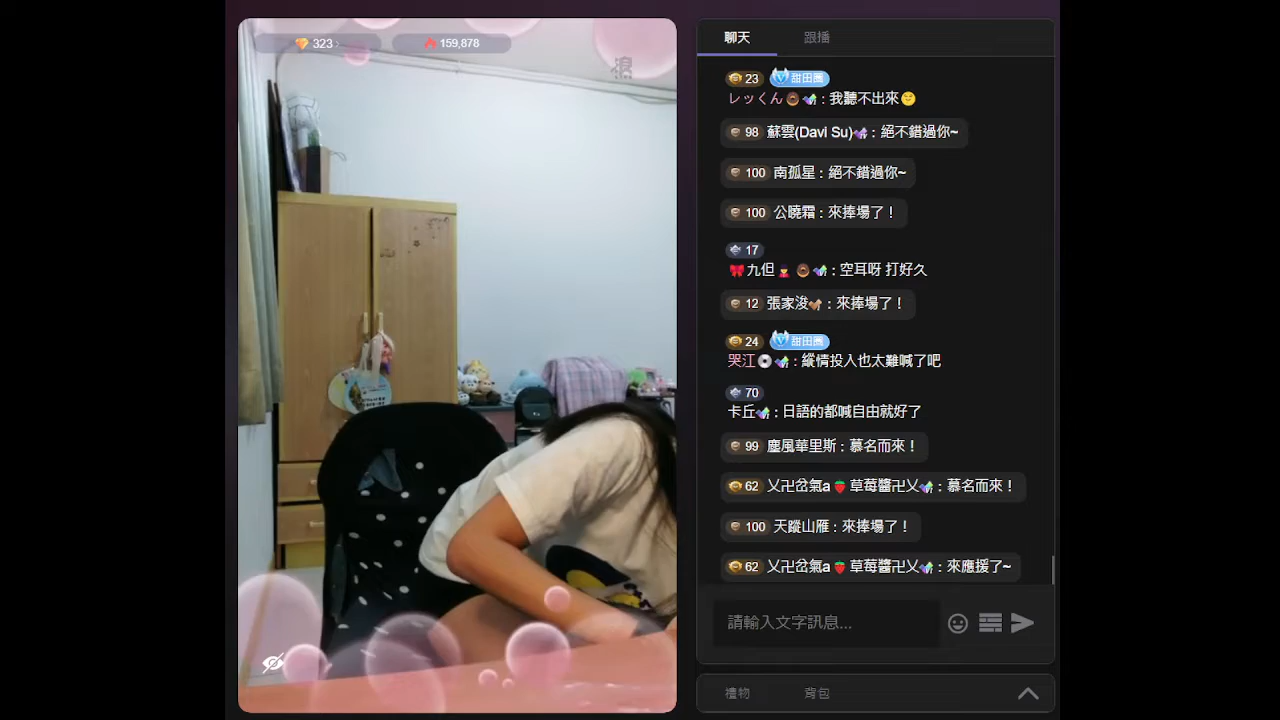 323
159,878
浪
聊天
跟播
23 甜田圈
レッくん：我聽不出來
98 蘇雲(Davi Su)：絕不錯過你~
100 南孤星：絕不錯過你~
100 公曉霜：來捧場了！
17
九但：空耳呀 打好久
12 張家浚：來捧場了！
24 甜田圈
哭江：縱情投入也太難喊了吧
70
卡丘：日語的都喊自由就好了
99 塵風華里斯：慕名而來！
62 乂卍岔氣a草莓醬卍乂：慕名而來！
100 天蹤山雁：來捧場了！
62 乂卍岔氣a草莓醬卍乂：來應援了~
請輸入文字訊息...
禮物
背包